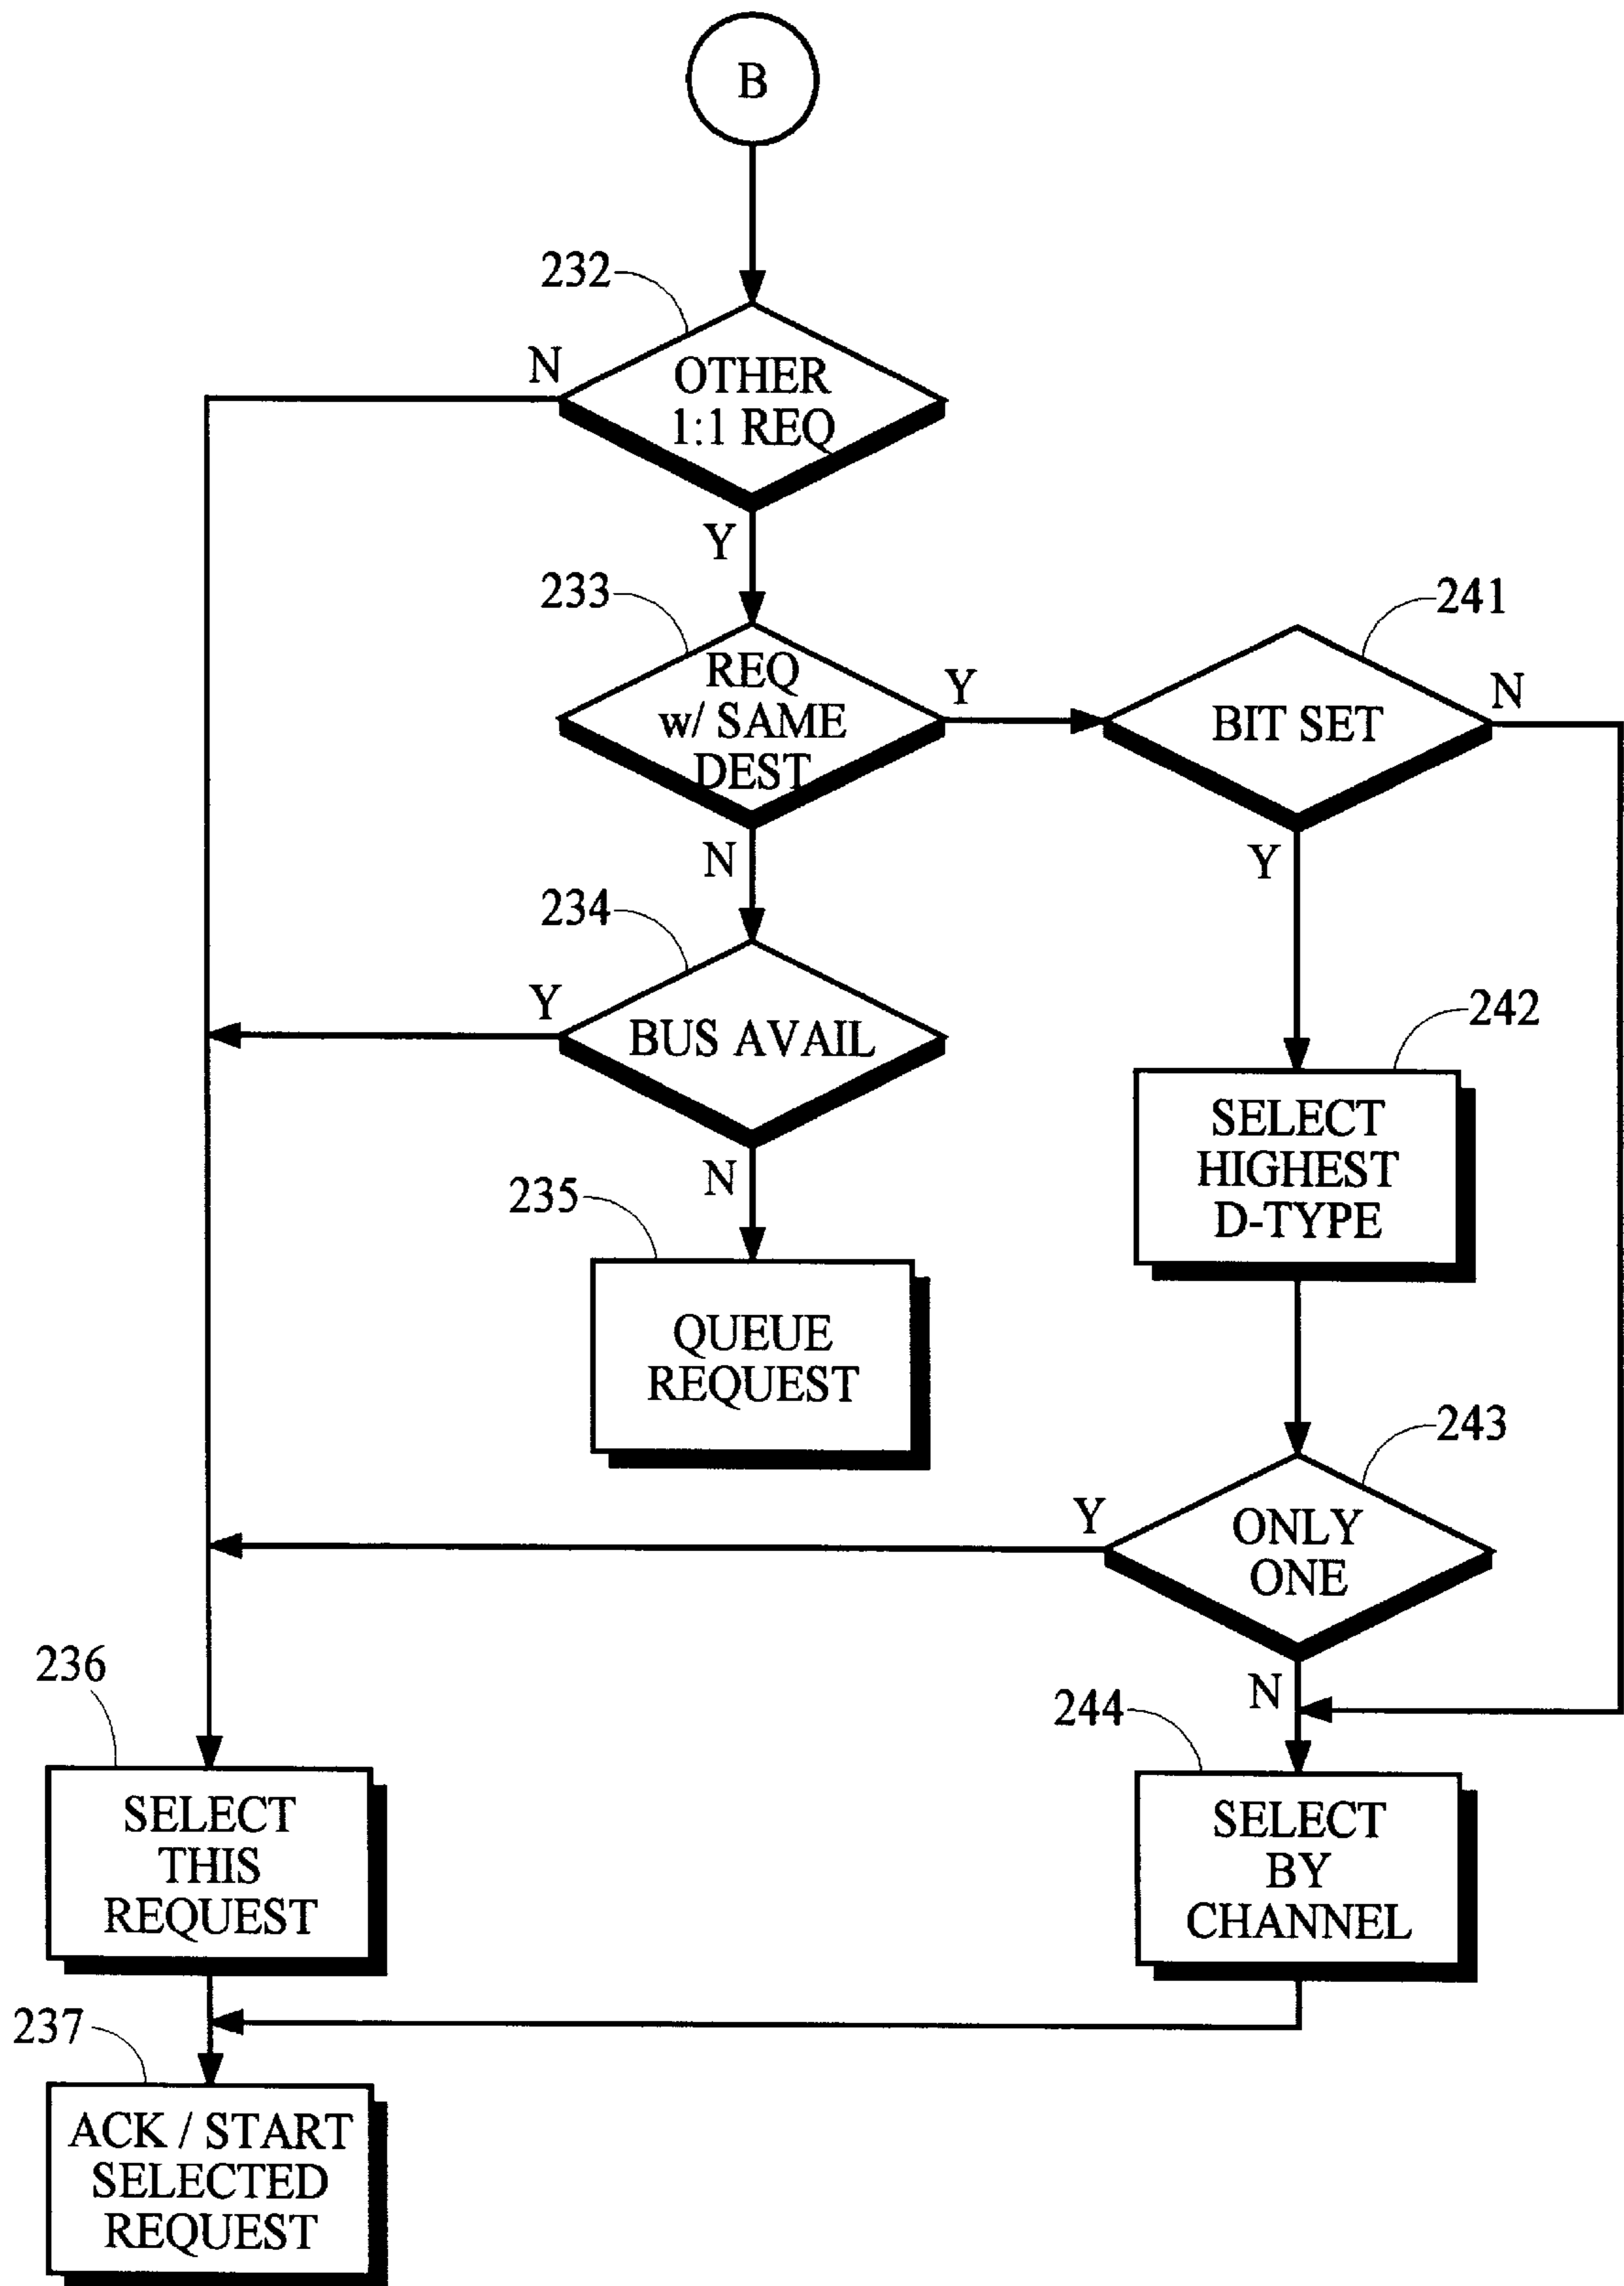 B
232
N
OTHER
1:1 REQ
Y
233
REQ
w/ SAME
DEST
Y
241
BIT SET
N
N
Y
234
Y
BUS AVAIL
242
SELECT
HIGHEST
D-TYPE
N
235
QUEUE
REQUEST
243
Y
ONLY
ONE
236
N
244
SELECT
THIS
REQUEST
SELECT
BY
CHANNEL
237
ACK / START
SELECTED
REQUEST